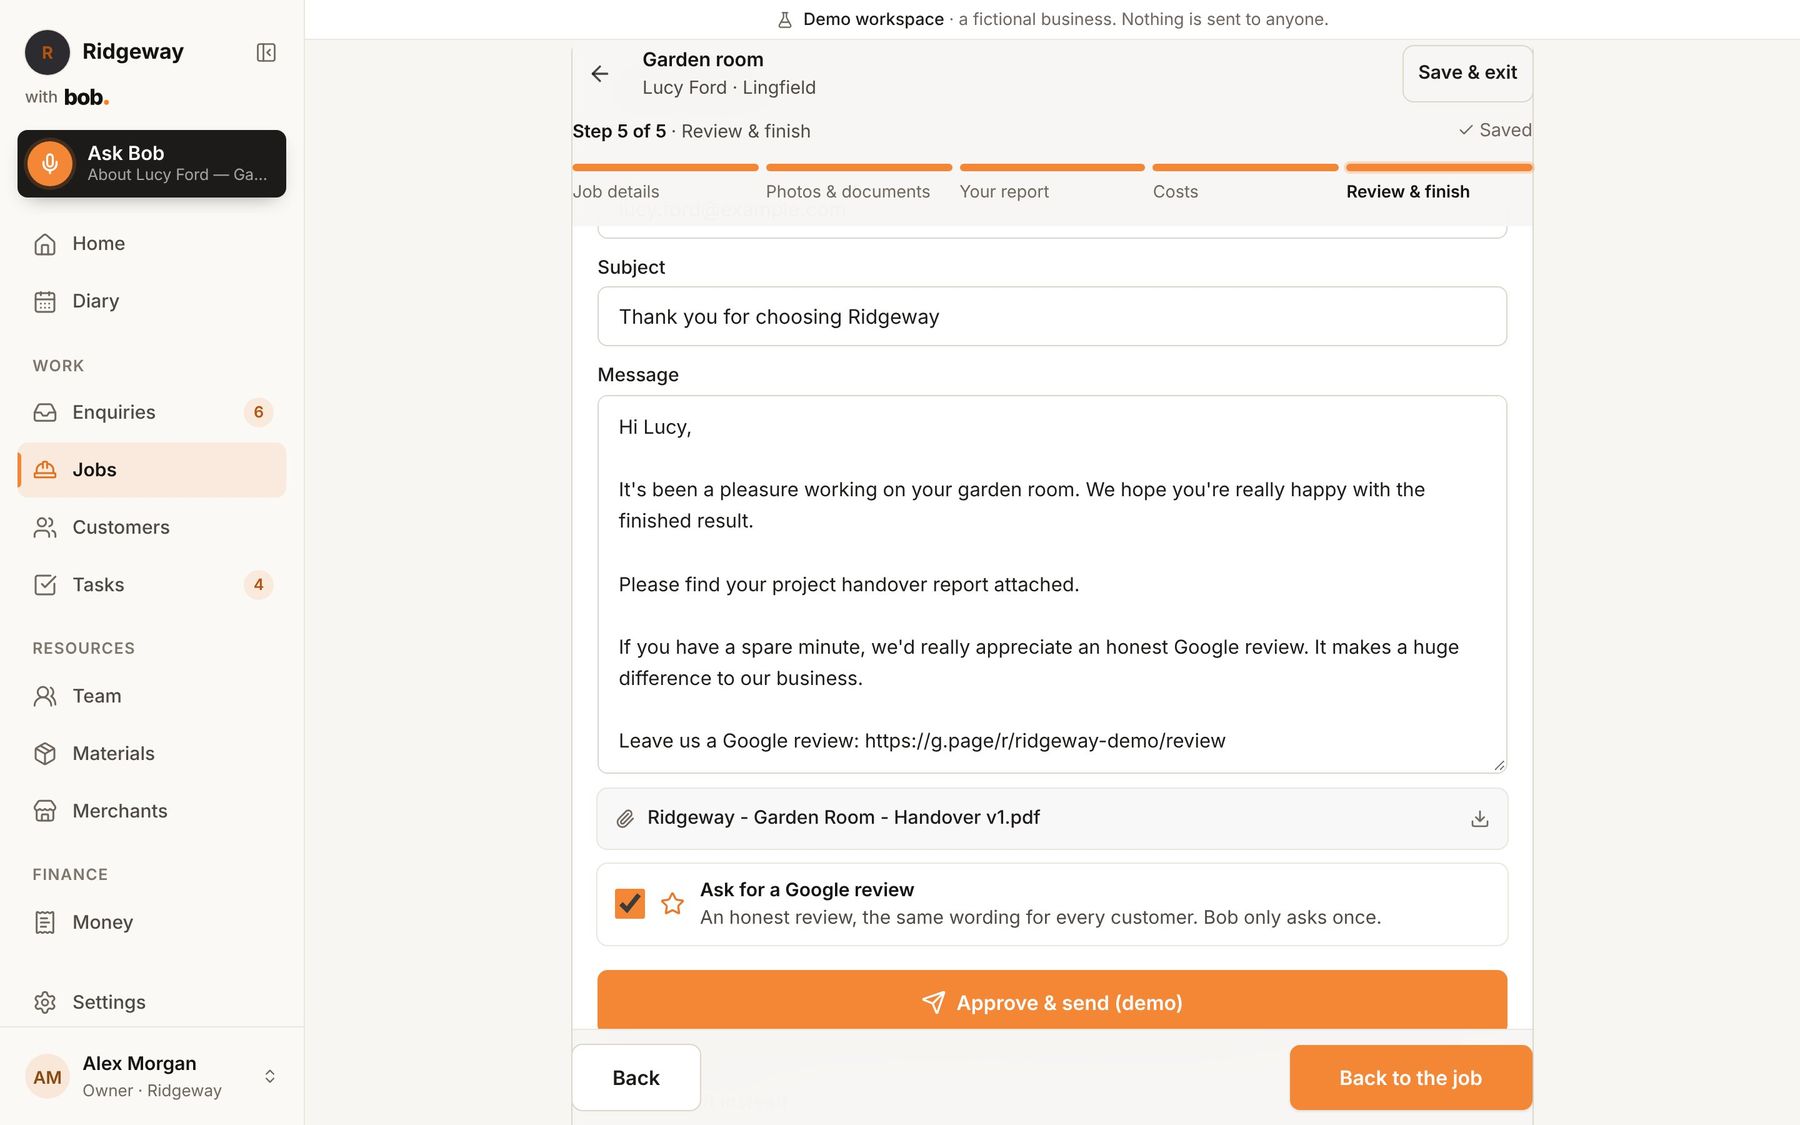 Demo workspace · a fictional business. Nothing is sent to anyone.
R
Ridgeway
with bob.
Ask Bob
About Lucy Ford — Ga...
Home
Diary
WORK
Enquiries 6
Jobs
Customers
Tasks 4
RESOURCES
Team
Materials
Merchants
FINANCE
Money
Settings
AM
Alex Morgan
Owner · Ridgeway
Garden room
Lucy Ford · Lingfield
Save & exit
Step 5 of 5 · Review & finish
Saved
Job details
Photos & documents
Your report
Costs
Review & finish
lucy.ford@example.com
Subject
Thank you for choosing Ridgeway
Message
Hi Lucy,
It's been a pleasure working on your garden room. We hope you're really happy with the
finished result.
Please find your project handover report attached.
If you have a spare minute, we'd really appreciate an honest Google review. It makes a huge
difference to our business.
Leave us a Google review: https://g.page/r/ridgeway-demo/review
Ridgeway - Garden Room - Handover v1.pdf
Ask for a Google review
An honest review, the same wording for every customer. Bob only asks once.
Approve & send (demo)
Back
Back to the job